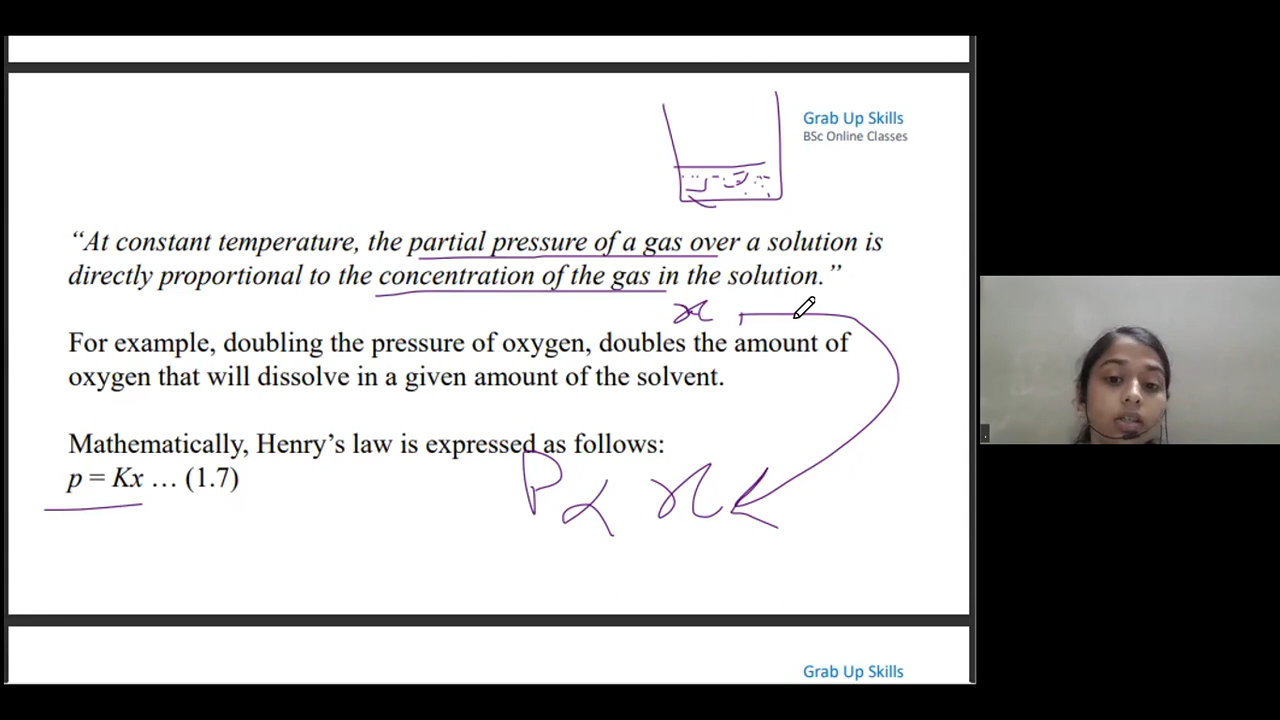 Grab Up Skills
BSc Online Classes
“At constant temperature, the partial pressure of a gas over a solution is
directly proportional to the concentration of the gas in the solution.”
x
For example, doubling the pressure of oxygen, doubles the amount of
oxygen that will dissolve in a given amount of the solvent.
Mathematically, Henry’s law is expressed as follows:
p = Kx … (1.7)
P α x
Grab Up Skills